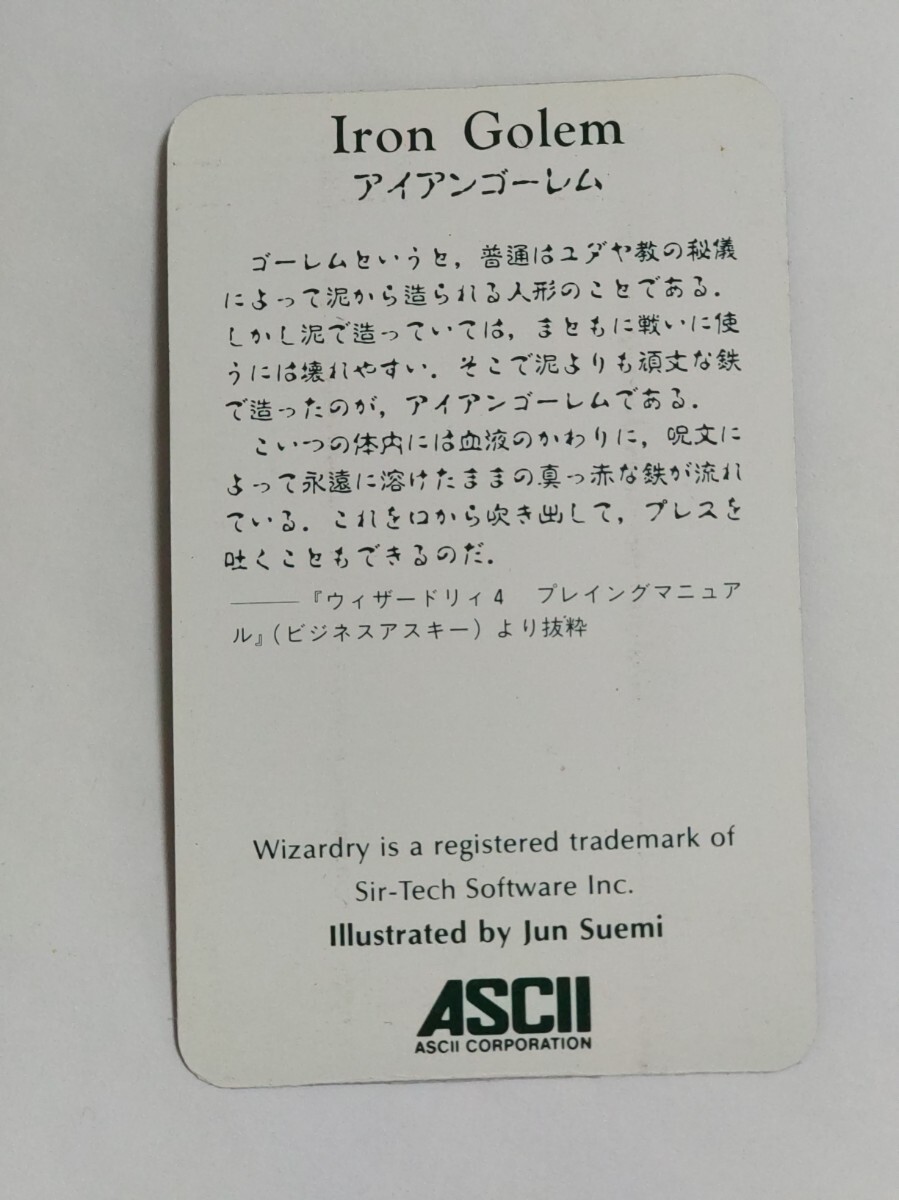 Iron Golem
アイアンゴーレム
ゴーレムというと，普通はユダヤ教の秘儀
によって泥から造られる人形のことである．
しかし泥で造っていては，まともに戦いに使
うには壊れやすい．そこで泥よりも頑丈な鉄
で造ったのが，アイアンゴーレムである．
こいつの体内には血液のかわりに，呪文に
よって永遠に溶けたままの真っ赤な鉄が流れ
ている．これを口から吹き出して，ブレスを
吐くこともできるのだ．
———『ウィザードリィ4　プレイングマニュア
ル』（ビジネスアスキー）より抜粋
Wizardry is a registered trademark of
Sir-Tech Software Inc.
Illustrated by Jun Suemi
ASCII
ASCII CORPORATION